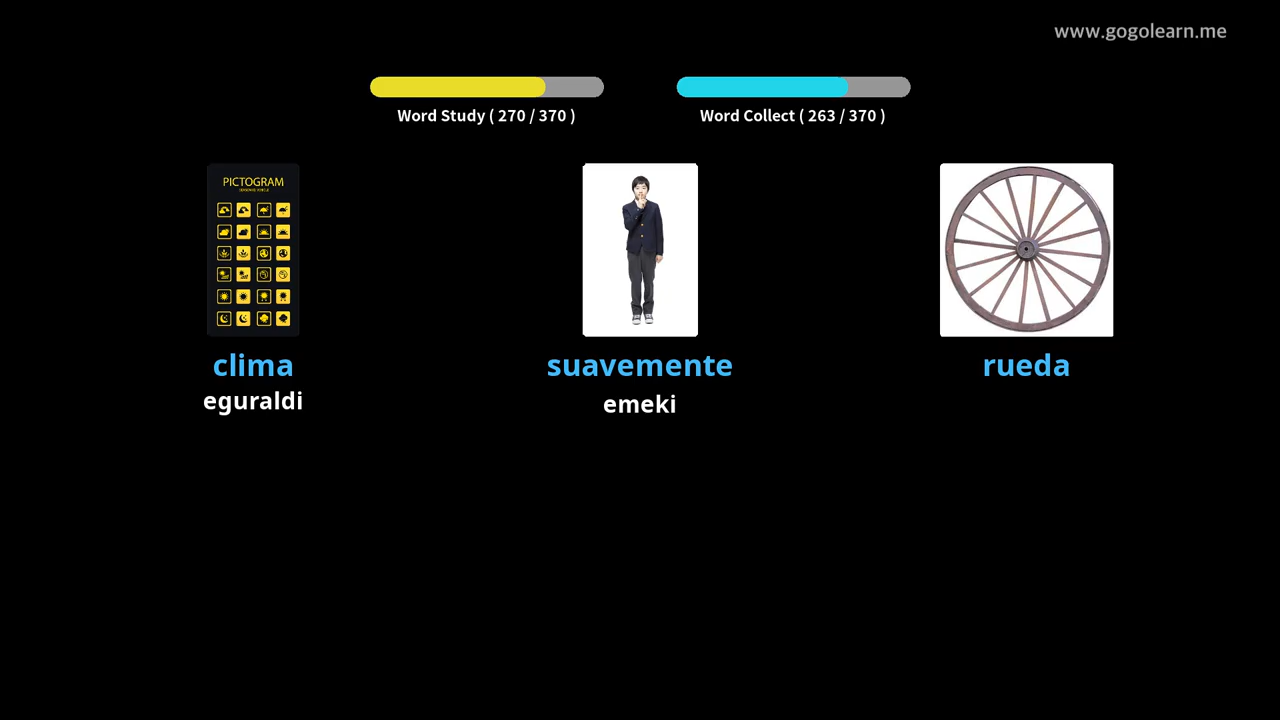 www.gogolearn.me
Word Study ( 270 / 370 )
Word Collect ( 263 / 370 )
PICTOGRAM
clima
suavemente
rueda
eguraldi
emeki